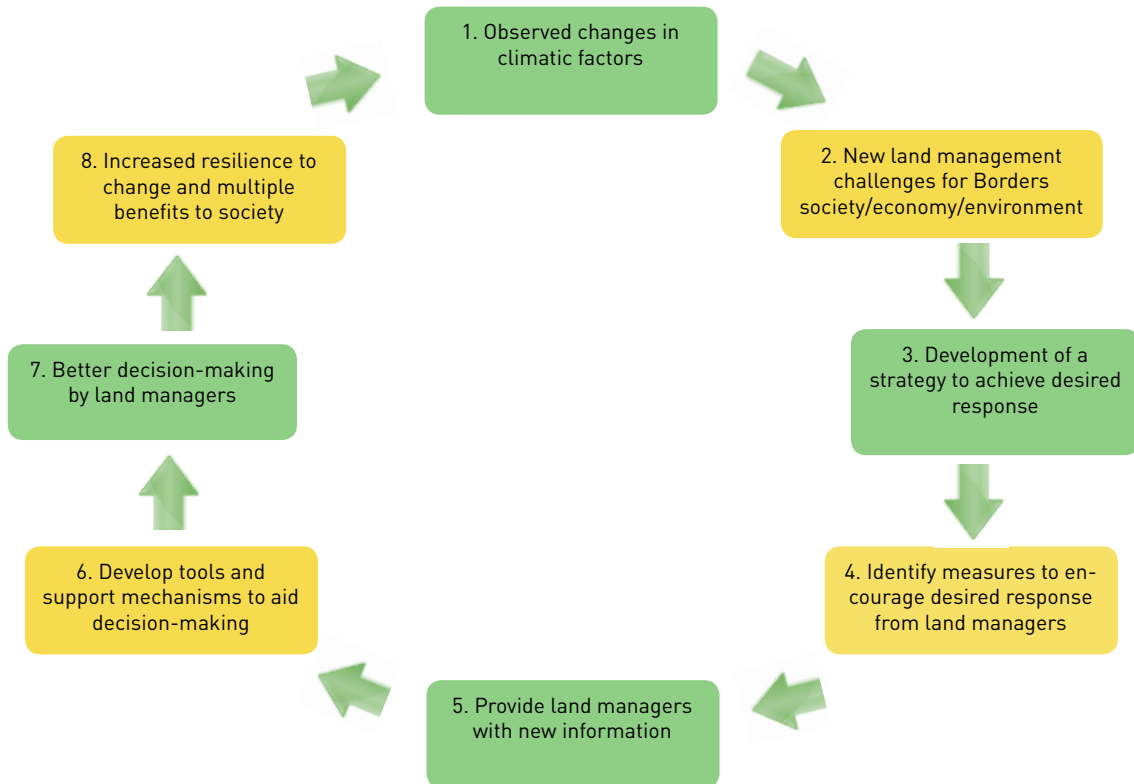 1. Observed changes in
climatic factors
2. New land management
challenges for Borders
society/economy/environment
3. Development of a
strategy to achieve desired
response
4. Identify measures to en-
courage desired response
from land managers
5. Provide land managers
with new information
6. Develop tools and
support mechanisms to aid
decision-making
7. Better decision-making
by land managers
8. Increased resilience to
change and multiple
benefits to society